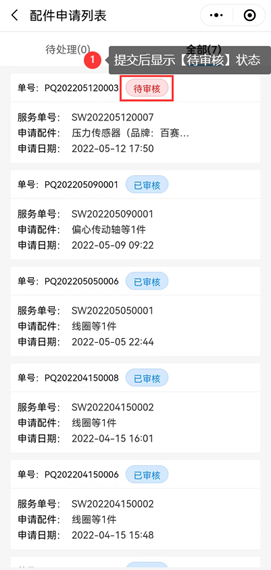 配件申请列表
待处理(0)
全部(7)
1 提交后显示【待审核】状态
单号：PQ202205120003 待审核
服务单号： SW202205120007
申请配件： 压力传感器（品牌：百赛...
申请日期： 2022-05-12 17:50
单号：PQ202205090001 已审核
服务单号： SW202205090001
申请配件： 偏心传动轴等1件
申请日期： 2022-05-09 09:22
单号：PQ202205050006 已审核
服务单号： SW202205050001
申请配件： 线圈等1件
申请日期： 2022-05-05 22:44
单号：PQ202204150008 已审核
服务单号： SW202204150002
申请配件： 线圈等1件
申请日期： 2022-04-15 16:01
单号：PQ202204150006 已审核
服务单号： SW202204150002
申请配件： 线圈等1件
申请日期： 2022-04-15 15:48